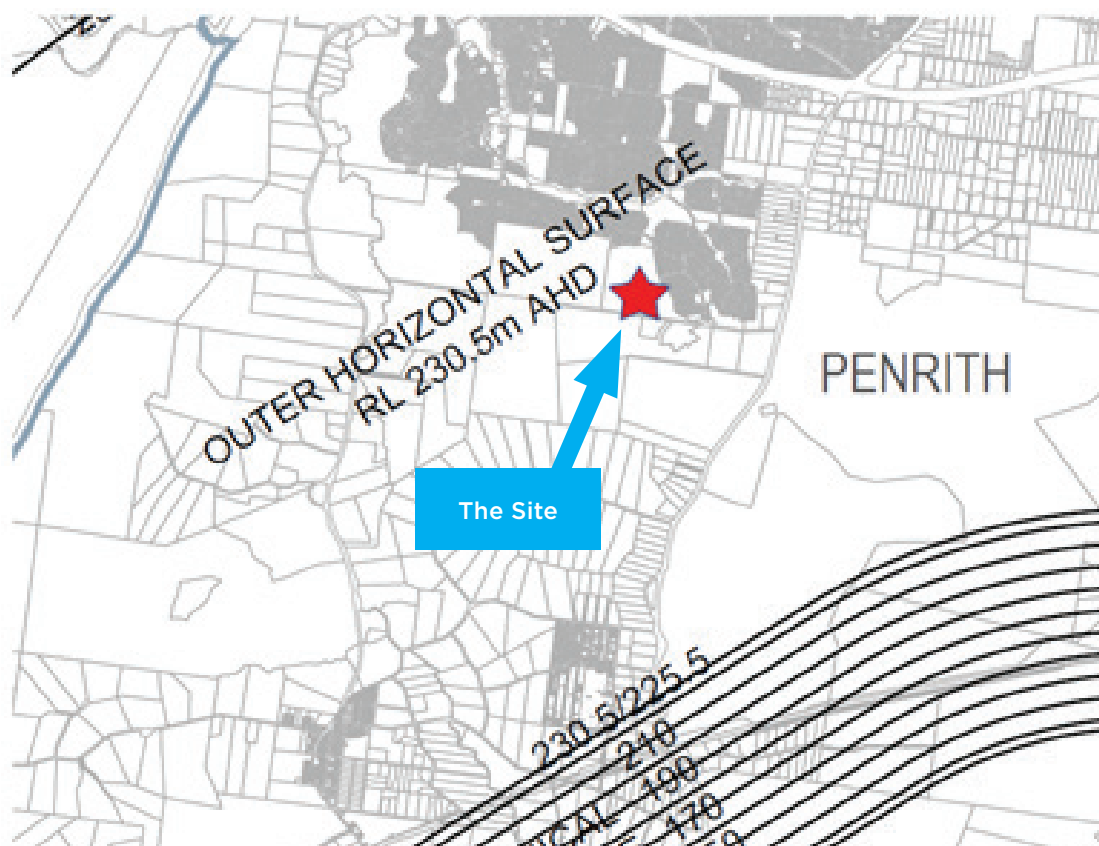 OUTER HORIZONTAL SURFACE
RL 230.5m AHD
PENRITH
The Site
230.5/225.5
210
190
170